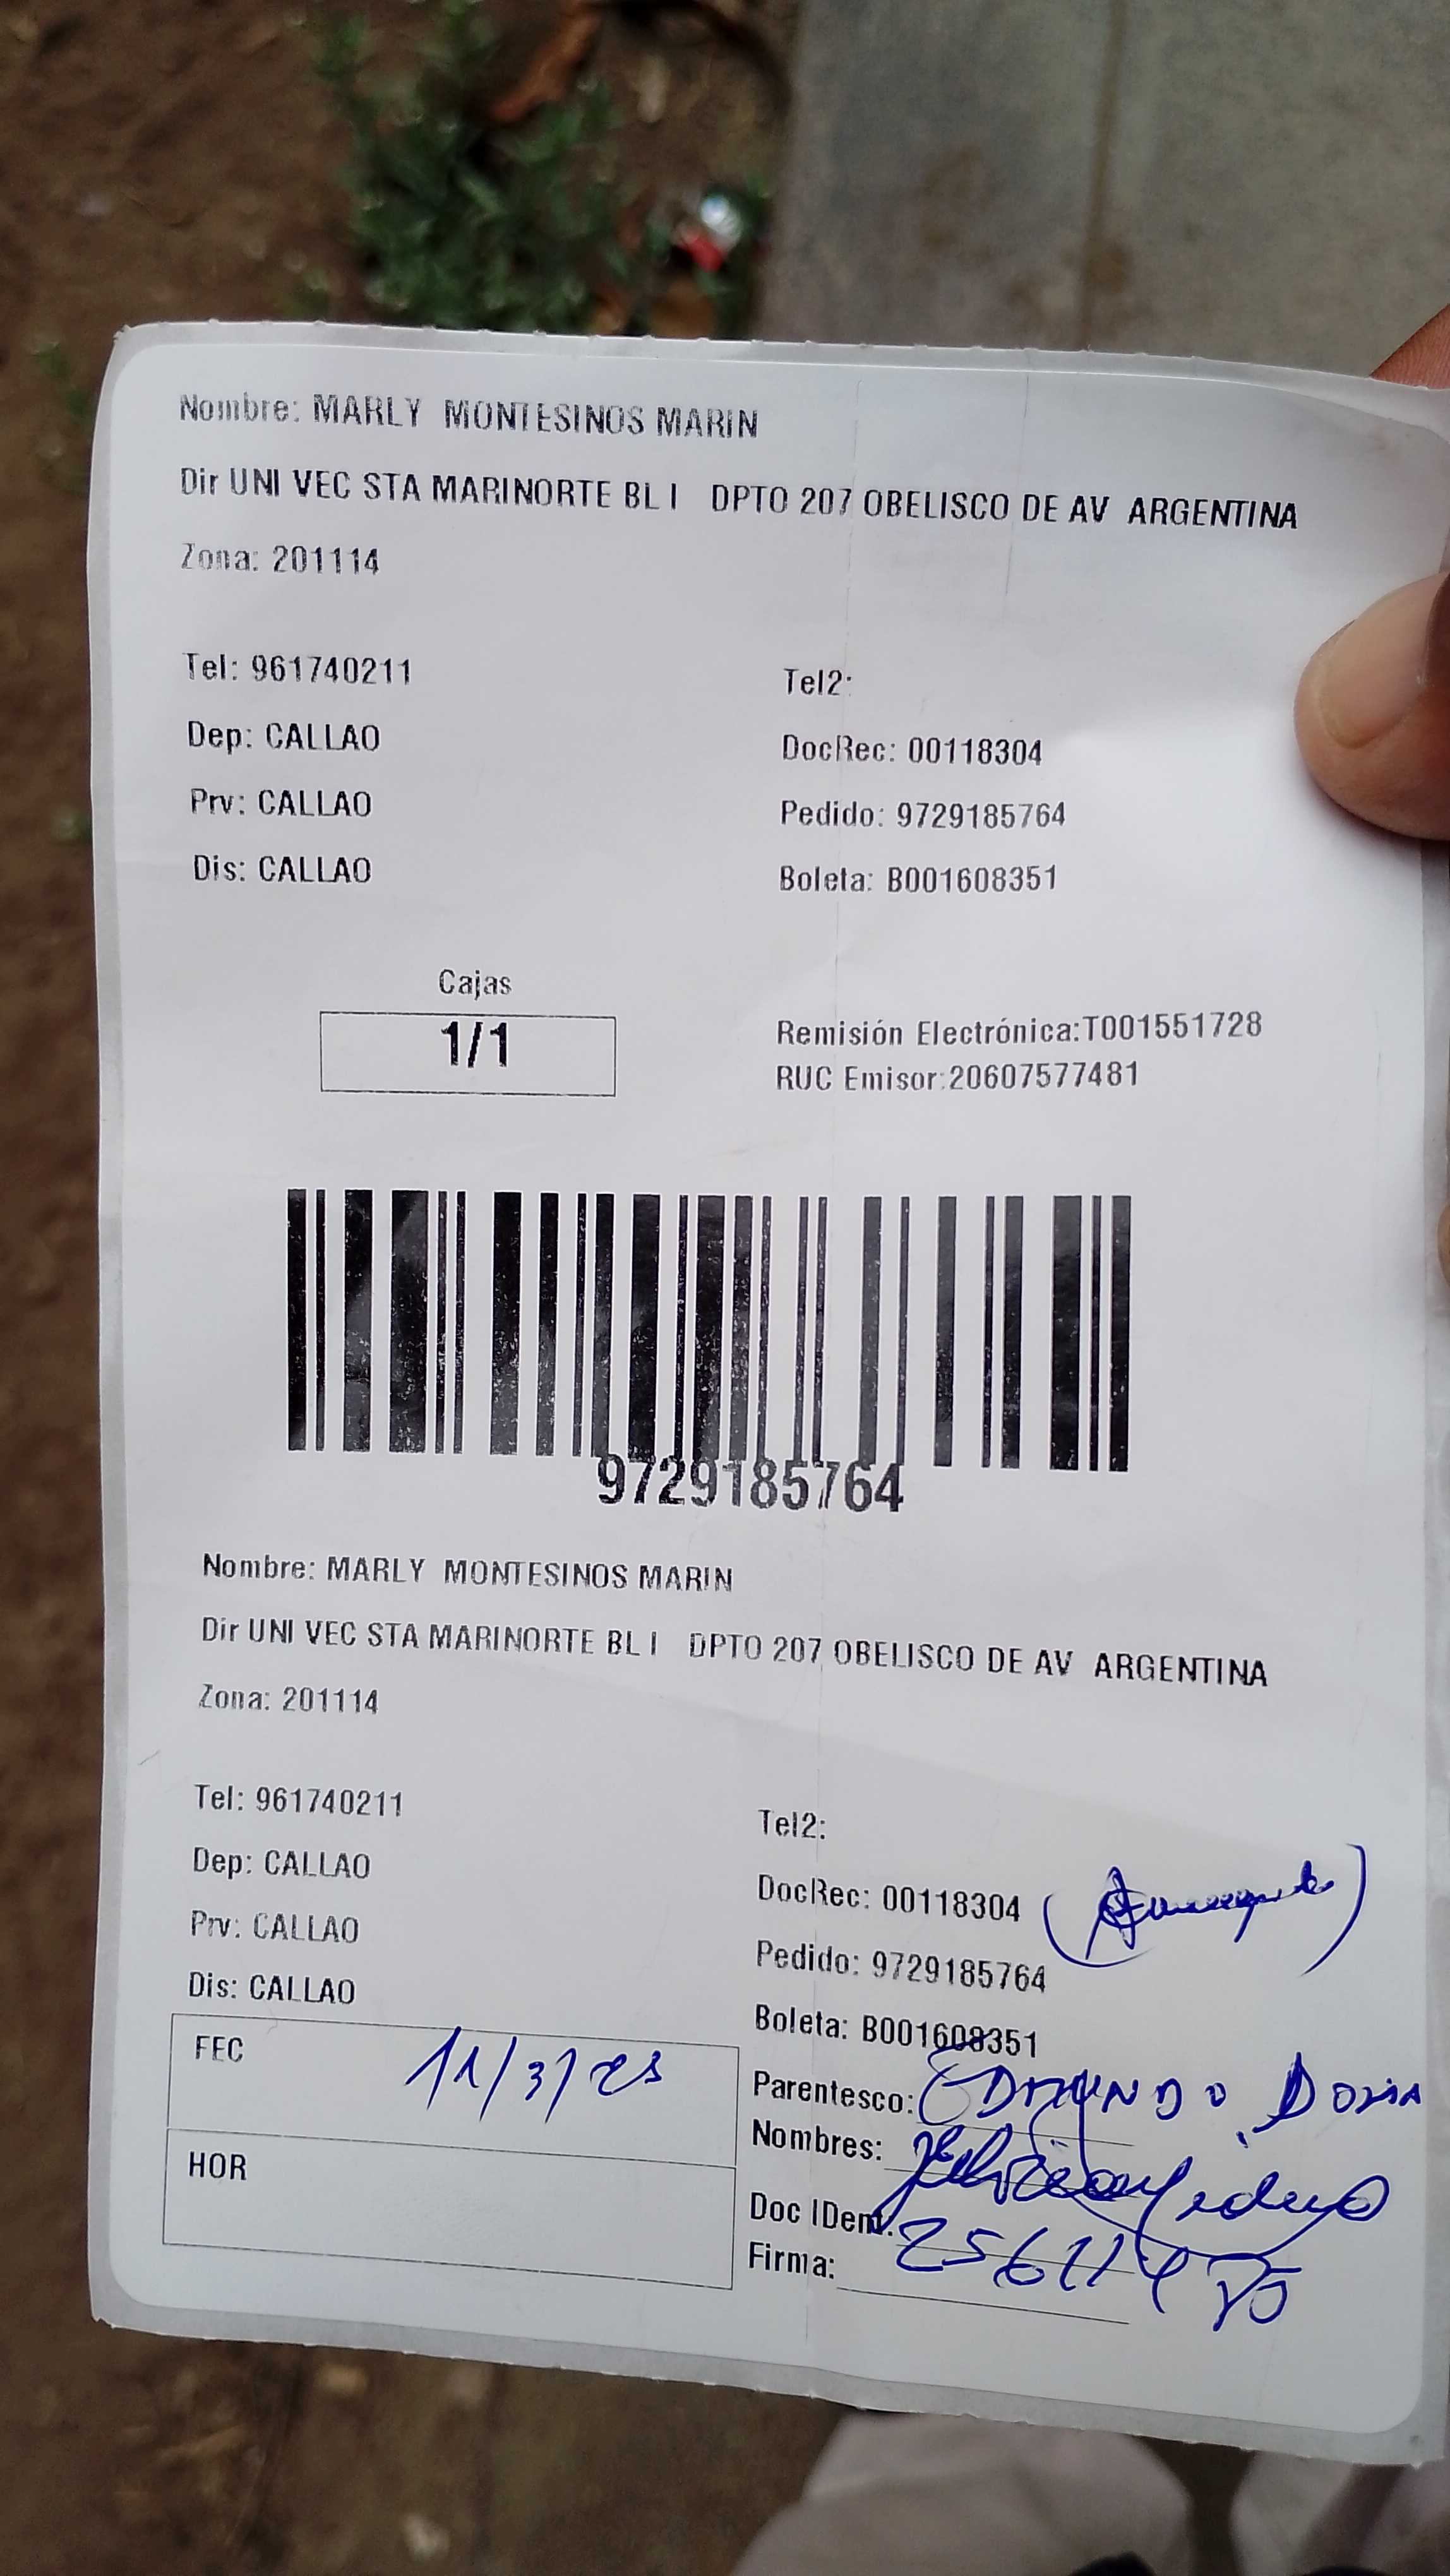 Nombre: MARLY MONTESINOS MARIN
Dir UNI VEC STA MARINORTE BL I DPTO 207 OBELISCO DE AV ARGENTINA
Zona: 201114
Tel: 961740211
Tel2:
Dep: CALLAO
DocRec: 00118304
Prv: CALLAO
Pedido: 9729185764
Dis: CALLAO
Boleta: B001608351
Cajas
1/1
Remisión Electrónica:T001551728
RUC Emisor:20607577481
9729185764
Nombre: MARLY MONTESINOS MARIN
Dir UNI VEC STA MARINORTE BL I DPTO 207 OBELISCO DE AV ARGENTINA
Zona: 201114
Tel: 961740211
Tel2:
Dep: CALLAO
DocRec: 00118304
Prv: CALLAO
Pedido: 9729185764
Dis: CALLAO
Boleta: B001608351
FEC 11/3/23
Parentesco: EDMUNDO
Nombres:
HOR
Doc IDent.:
Firma: